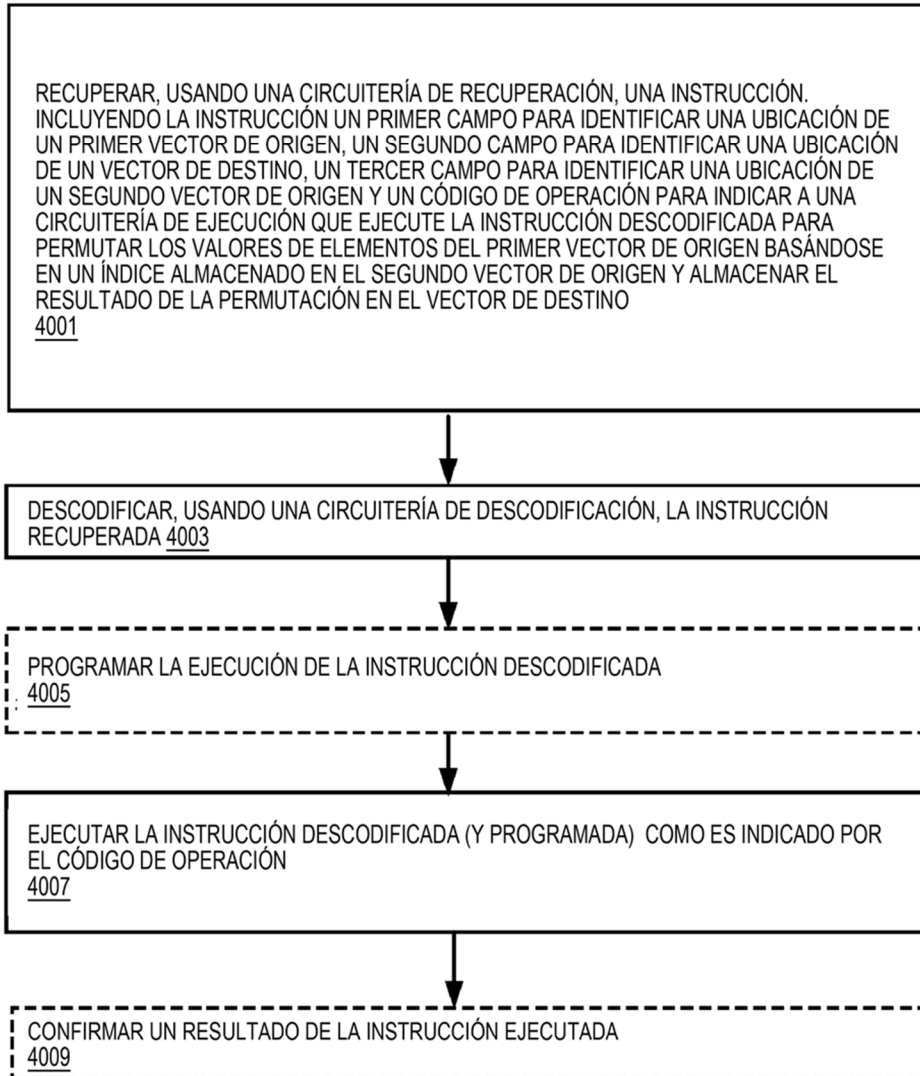 RECUPERAR, USANDO UNA CIRCUITERÍA DE RECUPERACIÓN, UNA INSTRUCCIÓN.
INCLUYENDO LA INSTRUCCIÓN UN PRIMER CAMPO PARA IDENTIFICAR UNA UBICACIÓN DE
UN PRIMER VECTOR DE ORIGEN, UN SEGUNDO CAMPO PARA IDENTIFICAR UNA UBICACIÓN
DE UN VECTOR DE DESTINO, UN TERCER CAMPO PARA IDENTIFICAR UNA UBICACIÓN DE
UN SEGUNDO VECTOR DE ORIGEN Y UN CÓDIGO DE OPERACIÓN PARA INDICAR A UNA
CIRCUITERÍA DE EJECUCIÓN QUE EJECUTE LA INSTRUCCIÓN DESCODIFICADA PARA
PERMUTAR LOS VALORES DE ELEMENTOS DEL PRIMER VECTOR DE ORIGEN BASÁNDOSE
EN UN ÍNDICE ALMACENADO EN EL SEGUNDO VECTOR DE ORIGEN Y ALMACENAR EL
RESULTADO DE LA PERMUTACIÓN EN EL VECTOR DE DESTINO
4001
DESCODIFICAR, USANDO UNA CIRCUITERÍA DE DESCODIFICACIÓN, LA INSTRUCCIÓN
RECUPERADA 4003
PROGRAMAR LA EJECUCIÓN DE LA INSTRUCCIÓN DESCODIFICADA
: 4005
EJECUTAR LA INSTRUCCIÓN DESCODIFICADA (Y PROGRAMADA) COMO ES INDICADO POR
EL CÓDIGO DE OPERACIÓN
4007
CONFIRMAR UN RESULTADO DE LA INSTRUCCIÓN EJECUTADA
4009